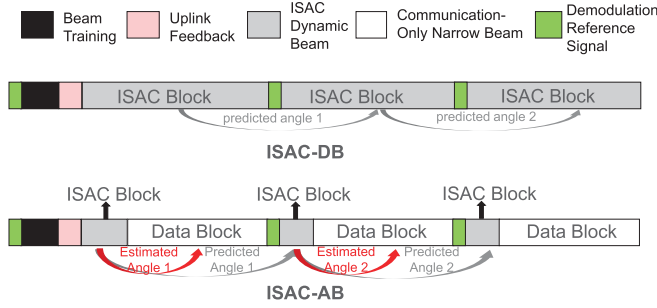 Beam Training
Uplink Feedback
ISAC Dynamic Beam
Communication-Only Narrow Beam
Demodulation Reference Signal
ISAC Block
ISAC Block
ISAC Block
predicted angle 1
predicted angle 2
ISAC-DB
ISAC Block
ISAC Block
ISAC Block
Data Block
Data Block
Data Block
Estimated Angle 1
Predicted Angle 1
Estimated Angle 2
Predicted Angle 2
ISAC-AB